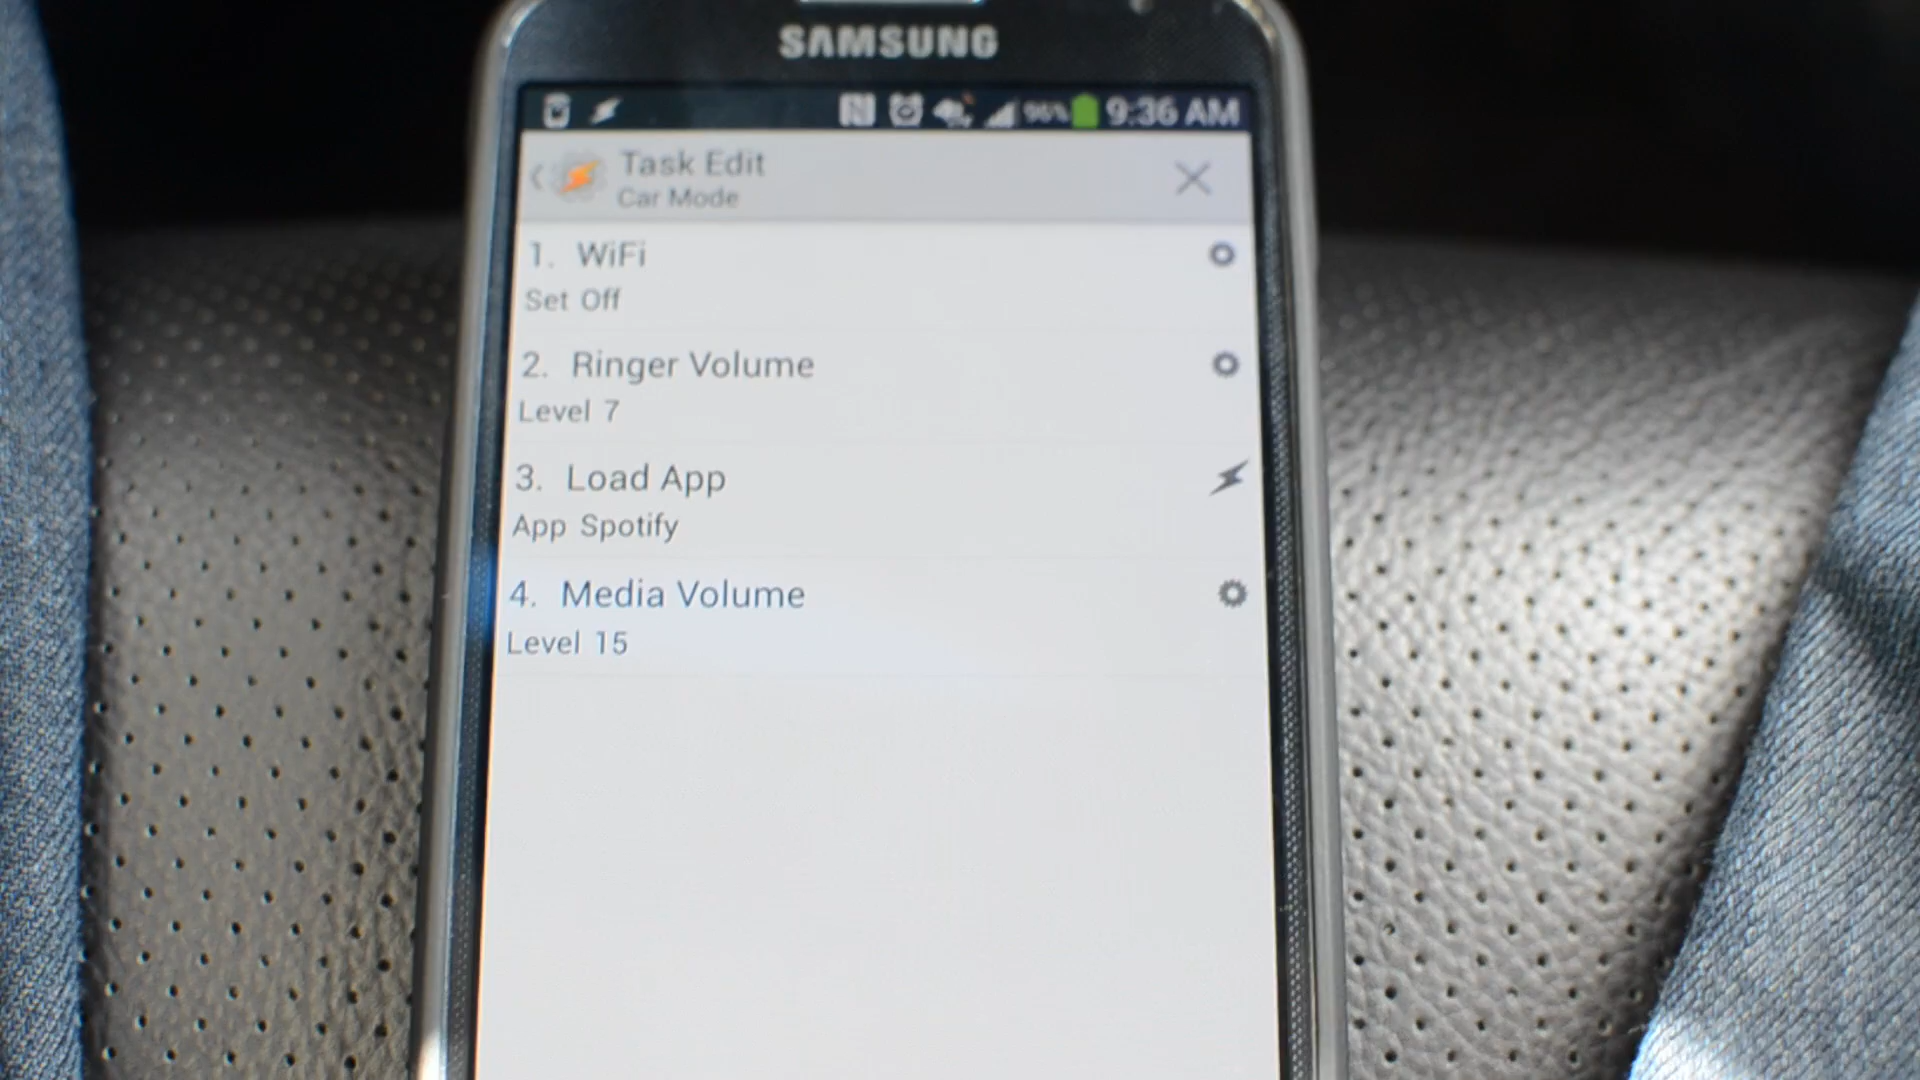 SAMSUNG
96% 9:36 AM
Task Edit
Car Mode
1. WiFi
Set Off
2. Ringer Volume
Level 7
3. Load App
App Spotify
4. Media Volume
Level 15